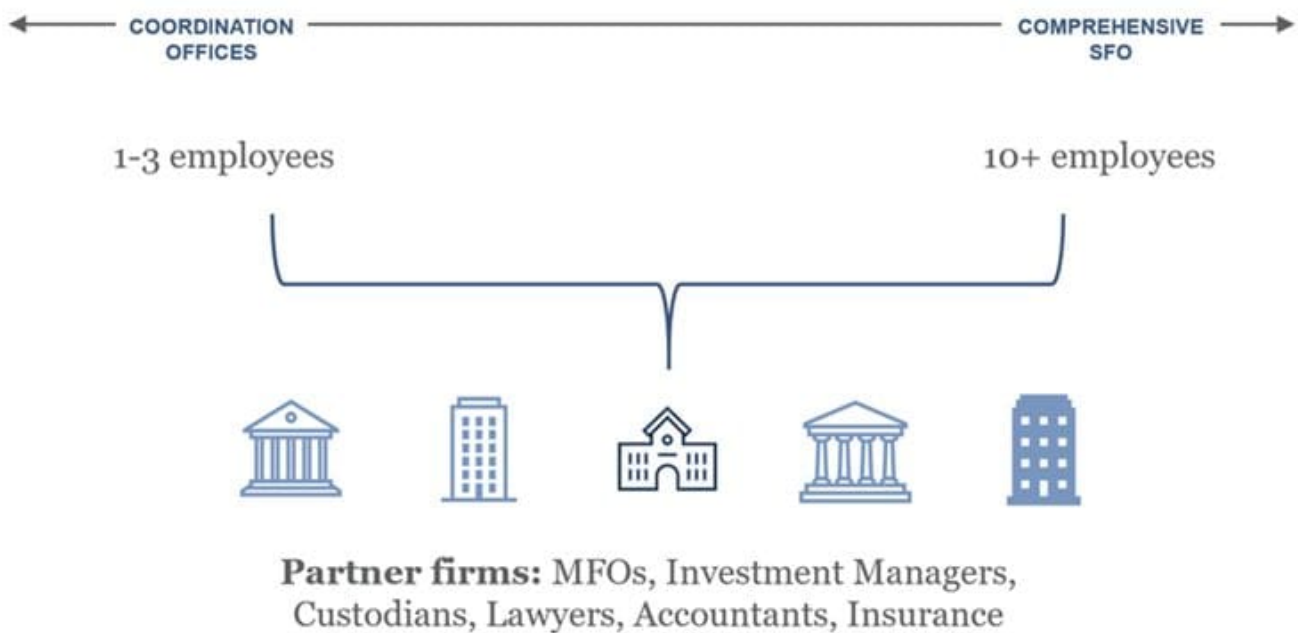 COORDINATION
OFFICES
COMPREHENSIVE
SFO
1-3 employees
10+ employees
Partner firms: MFOs, Investment Managers,
Custodians, Lawyers, Accountants, Insurance